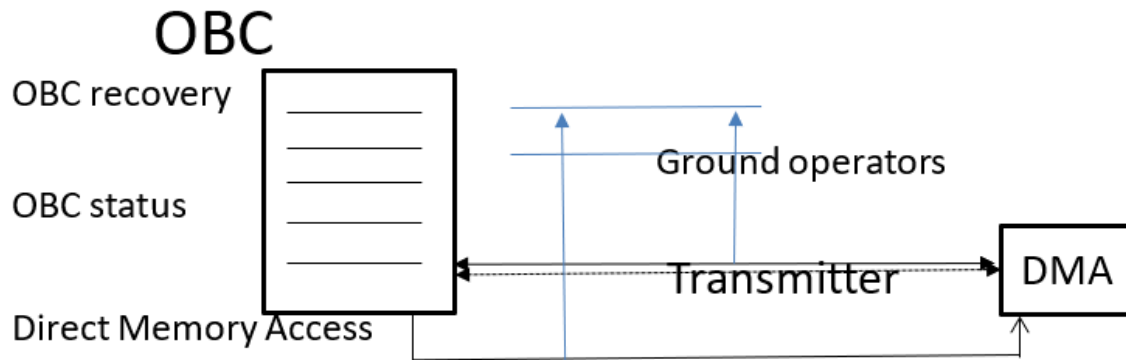 OBC
OBC recovery
Ground operators
OBC status
Transmitter
DMA
Direct Memory Access